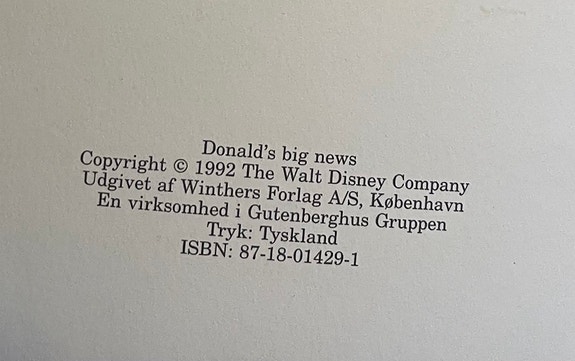 Donald's big news
Copyright © 1992 The Walt Disney Company
Udgivet af Winthers Forlag A/S, København
En virksomhed i Gutenberghus Gruppen
Tryk: Tyskland
ISBN: 87-18-01429-1